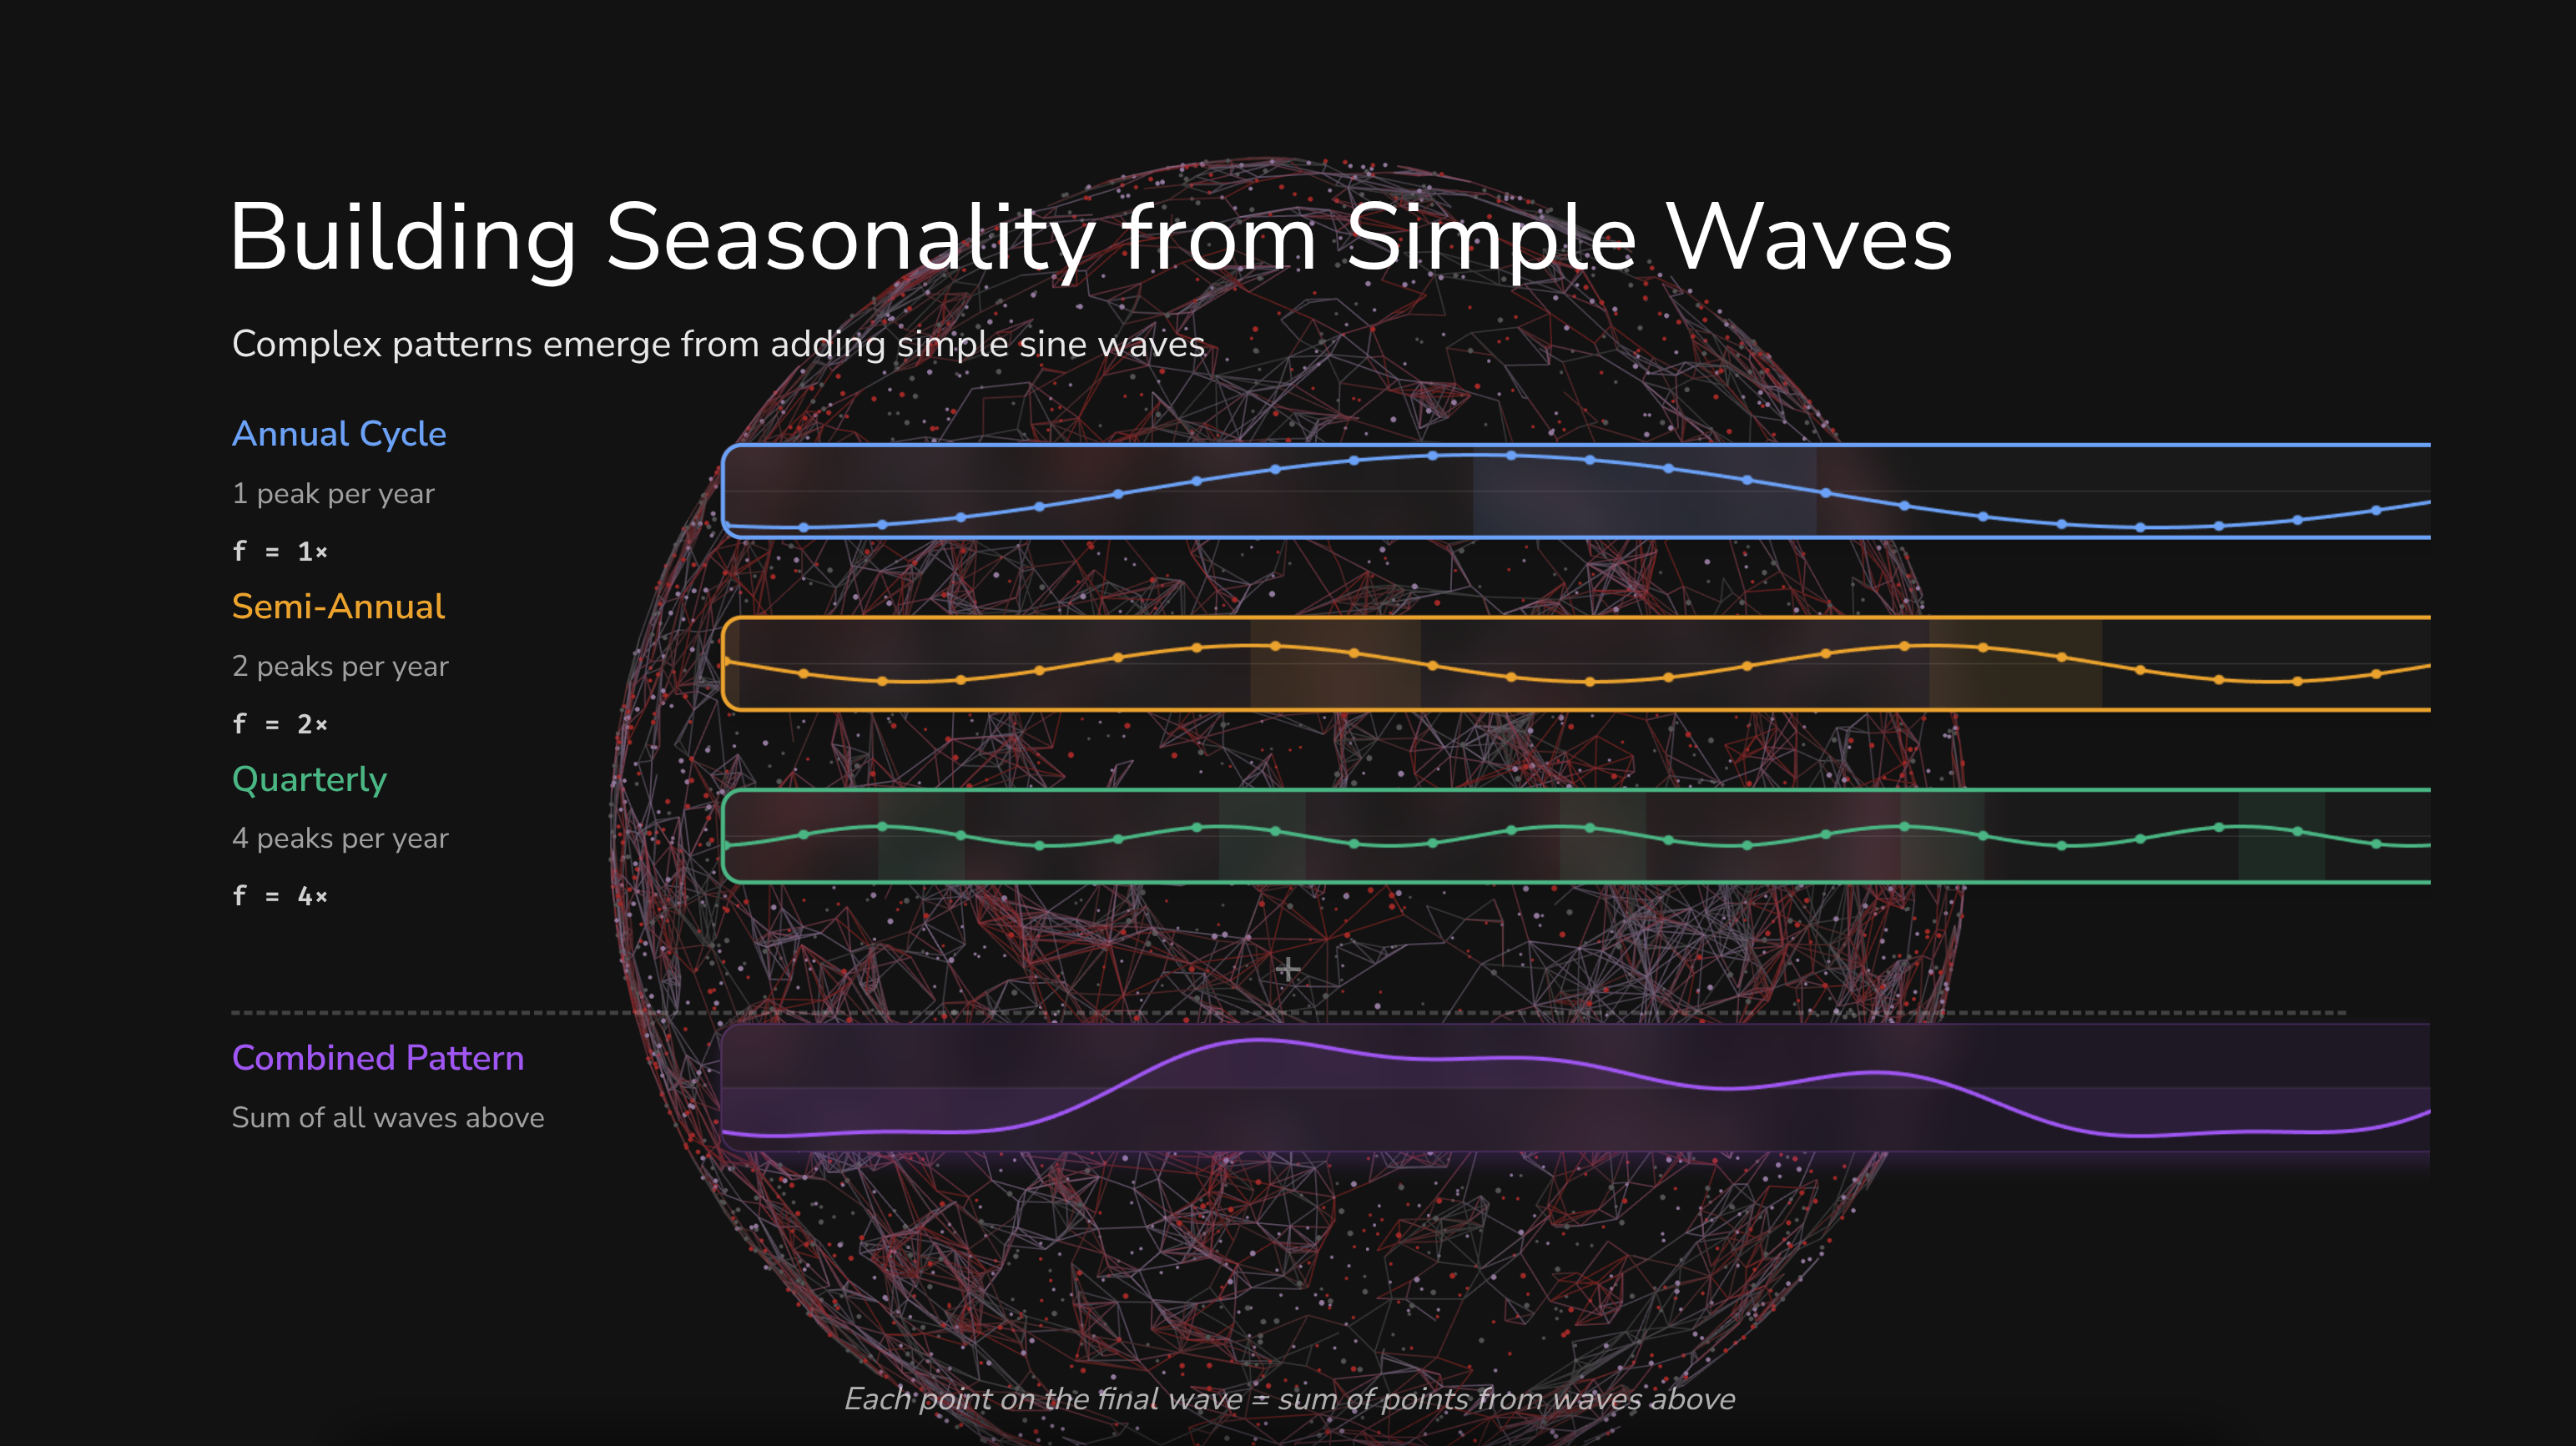 Building Seasonality from Simple Waves
Complex patterns emerge from adding simple sine waves
Annual Cycle
1 peak per year
f = 1×
Semi-Annual
2 peaks per year
f = 2×
Quarterly
4 peaks per year
f = 4×
+
Combined Pattern
Sum of all waves above
Each point on the final wave = sum of points from waves above